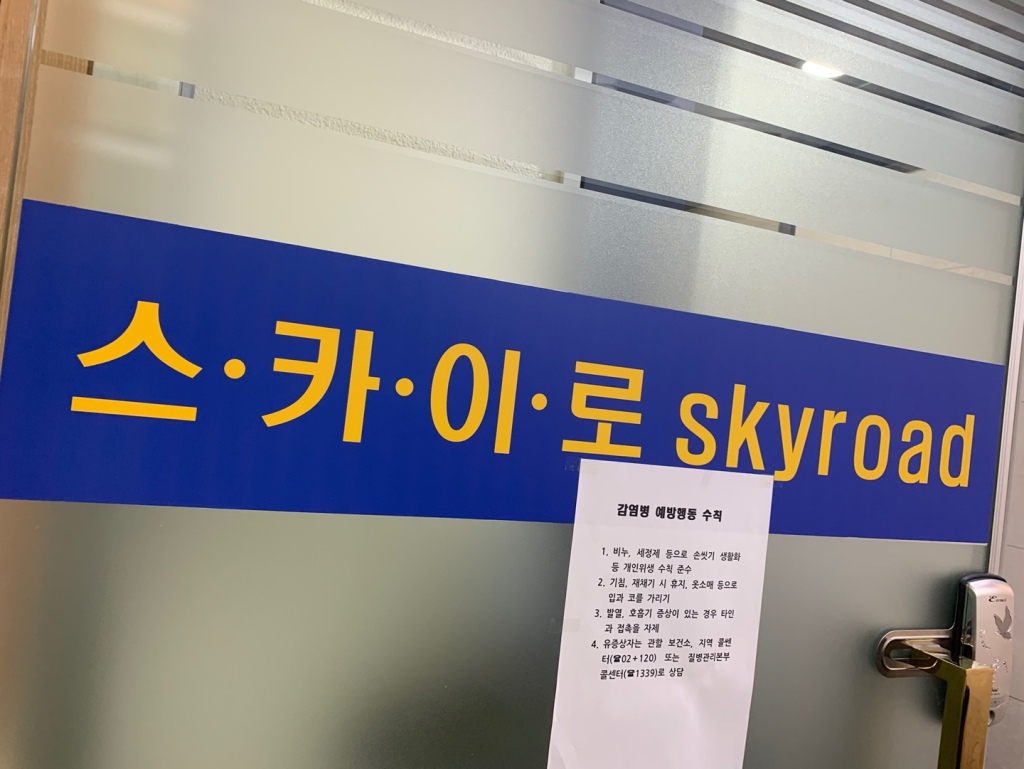 스·카·이·로 skyroad
감염병 예방행동 수칙
1. 비누, 세정제 등으로 손씻기 생활화
등 개인위생 수칙 준수
2. 기침, 재채기 시 휴지, 옷소매 등으로
입과 코를 가리기
3. 발열, 호흡기 증상이 있는 경우 타인
과 접촉을 자제
4. 유증상자는 관할 보건소, 지역 콜센
터(☎02+120) 또는 질병관리본부
콜센터(☎1339)로 상담